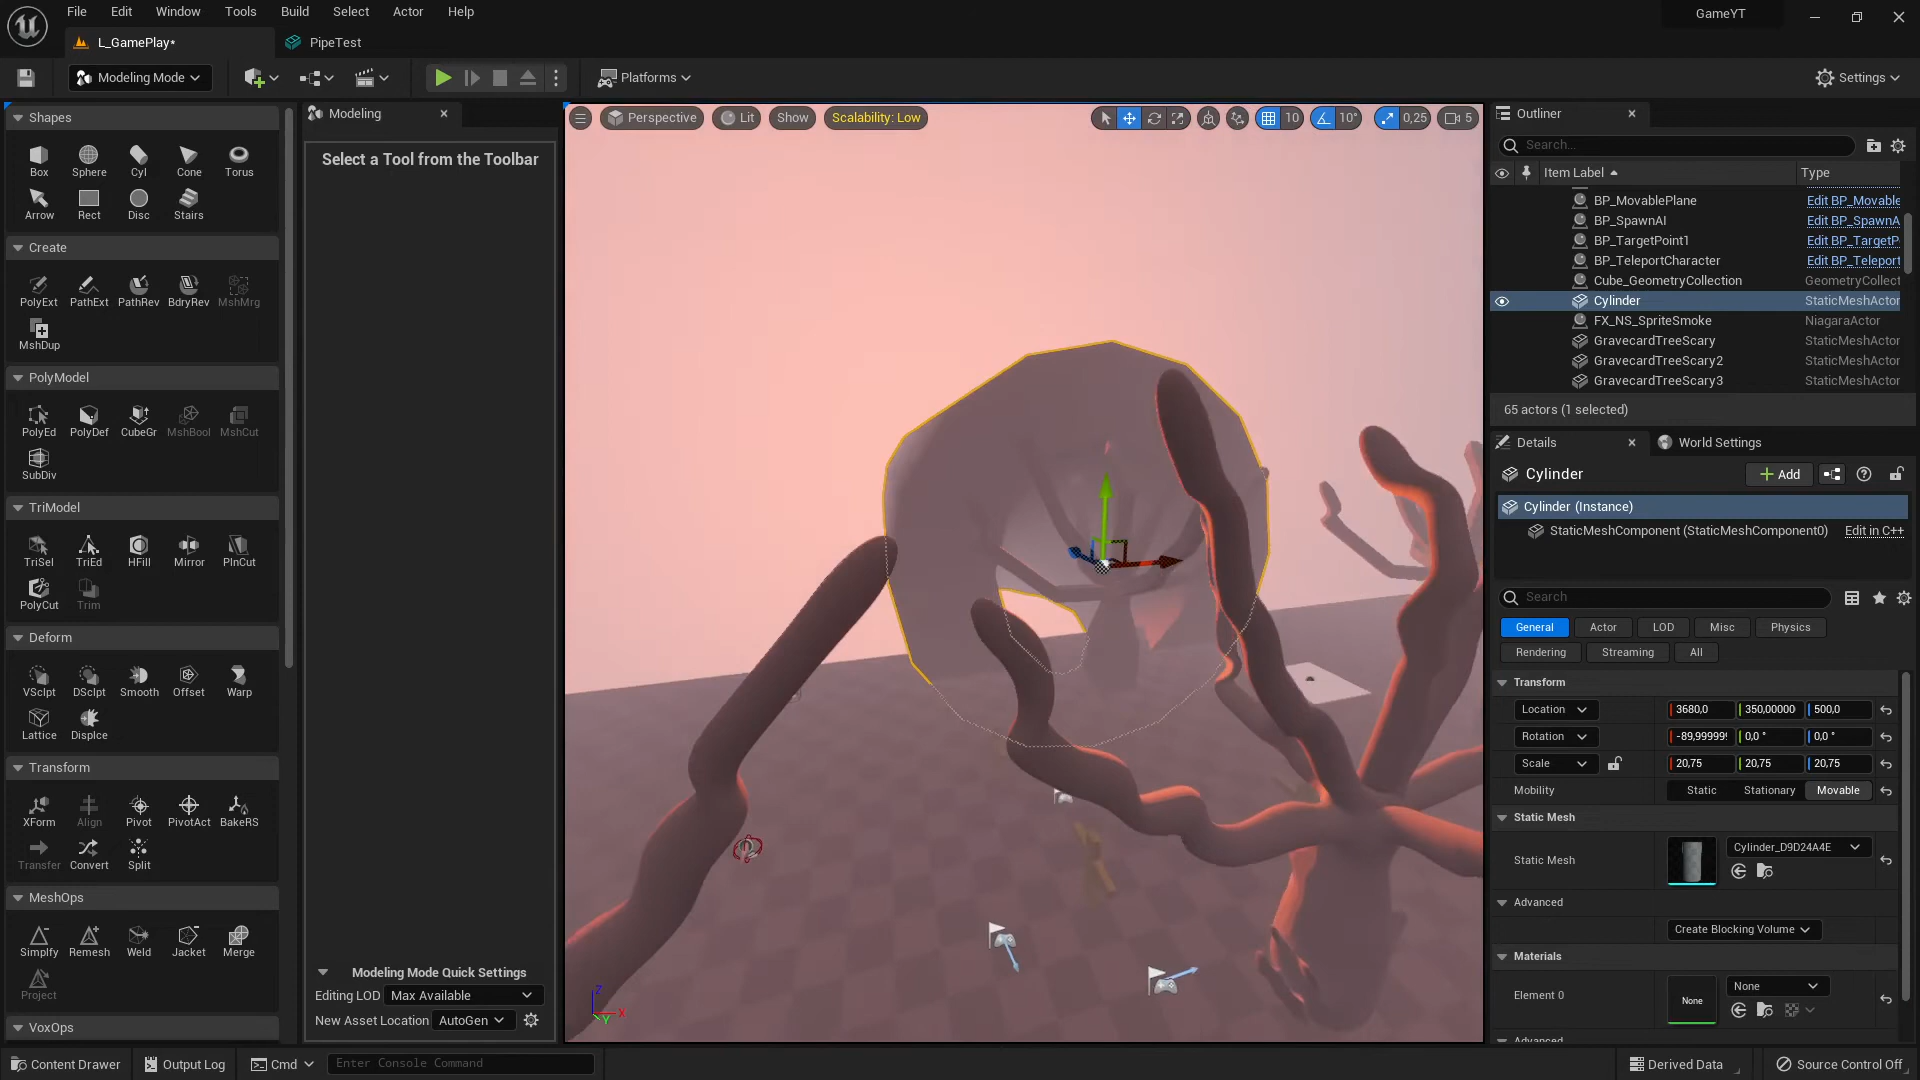 File Edit Window Tools Build Select Actor Help
GameYT
L_GamePlay*
PipeTest
Modeling Mode
Platforms
Settings
Shapes
Box Sphere Cyl Cone Torus
Arrow Rect Disc Stairs
Create
PolyExt PathExt PathRev BdryRev MshMrg
MshDup
PolyModel
PolyEd PolyDef CubeGr MshBool MshCut
SubDiv
TriModel
TriSel TriEd HFill Mirror PlnCut
PolyCut Trim
Deform
VSclpt DSclpt Smooth Offset Warp
Lattice Displce
Transform
XForm Align Pivot PivotAct BakeRS
Transfer Convert Split
MeshOps
Simplfy Remesh Weld Jacket Merge
Project
VoxOps
Modeling
Select a Tool from the Toolbar
Modeling Mode Quick Settings
Editing LOD Max Available
New Asset Location AutoGen
Perspective Lit Show Scalability: Low
10 10° 0,25 5
Z
X
Y
Outliner
Search...
Item Label Type
BP_MovablePlane Edit BP_Movable
BP_SpawnAI Edit BP_SpawnA
BP_TargetPoint1 Edit BP_TargetP
BP_TeleportCharacter Edit BP_Teleport
Cube_GeometryCollection GeometryCollect
Cylinder StaticMeshActor
FX_NS_SpriteSmoke NiagaraActor
GravecardTreeScary StaticMeshActor
GravecardTreeScary2 StaticMeshActor
GravecardTreeScary3 StaticMeshActor
65 actors (1 selected)
Details World Settings
Cylinder
Add
Cylinder (Instance)
StaticMeshComponent (StaticMeshComponent0) Edit in C++
Search
General Actor LOD Misc Physics
Rendering Streaming All
Transform
Location 3680,0 350,00000 500,0
Rotation -89,99999 0,0 ° 0,0 °
Scale 20,75 20,75 20,75
Mobility Static Stationary Movable
Static Mesh
Static Mesh Cylinder_D9D24A4E
Advanced
Create Blocking Volume
Materials
Element 0 None None
Advanced
Content Drawer Output Log Cmd Enter Console Command
Derived Data Source Control Off